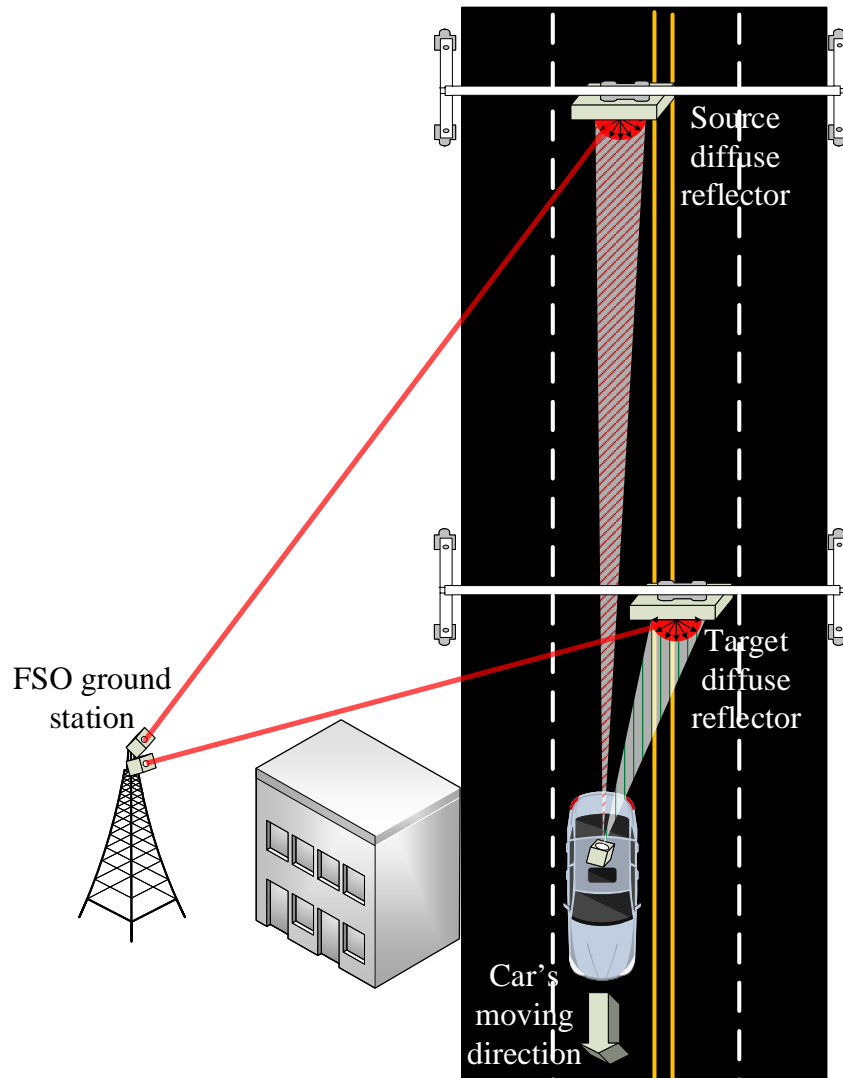 Source
diffuse
reflector
Target
diffuse
reflector
FSO ground
station
Car's
moving
direction